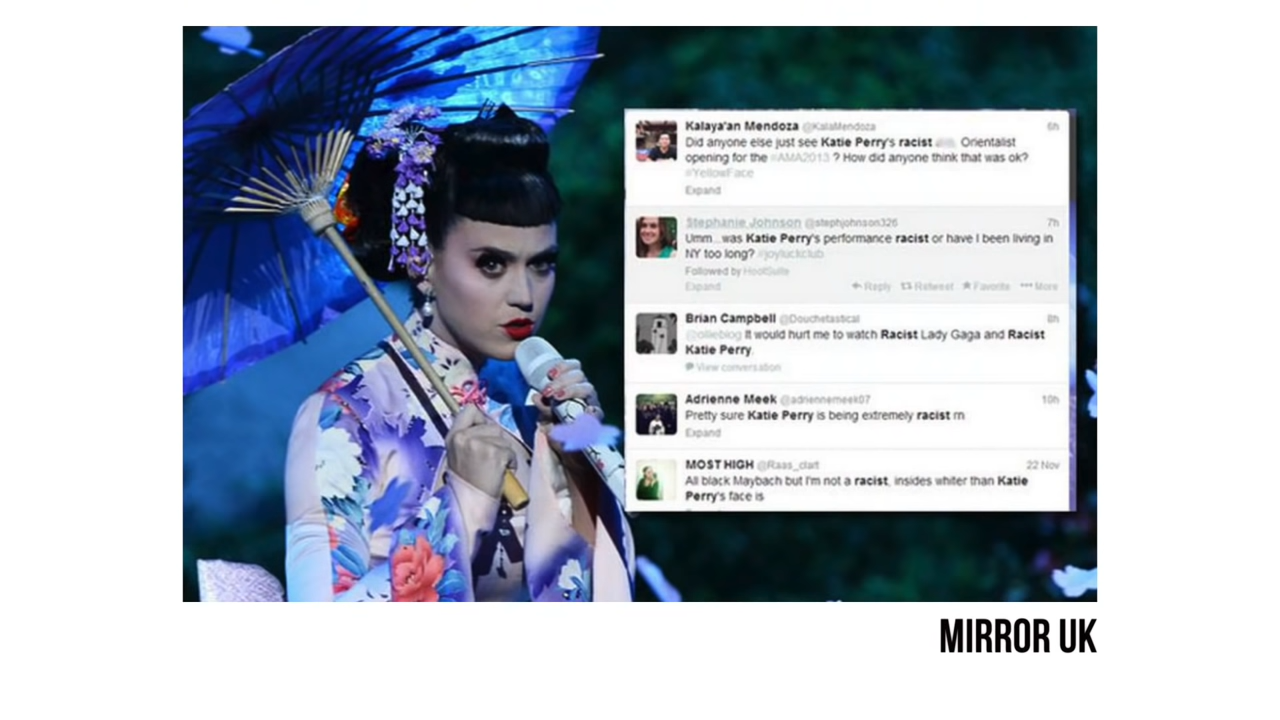 Kalaya'an Mendoza @KalaMendoza 6h
Did anyone else just see Katie Perry's racist Orientalist
opening for the #AMA2013 ? How did anyone think that was ok?
#YellowFace
Expand
Stephanie Johnson @stephjohnson326 7h
Umm...was Katie Perry's performance racist or have I been living in
NY too long? #joyluckclub
Followed by HootSuite
Expand Reply Retweet Favorite More
Brian Campbell @Douchetastical 8h
@ollieblog It would hurt me to watch Racist Lady Gaga and Racist
Katie Perry.
View conversation
Adrienne Meek @adriennemeek07 10h
Pretty sure Katie Perry is being extremely racist rn
Expand
MOST HIGH @Raas_clart 22 Nov
All black Maybach but I'm not a racist, insides whiter than Katie
Perry's face is
MIRROR UK